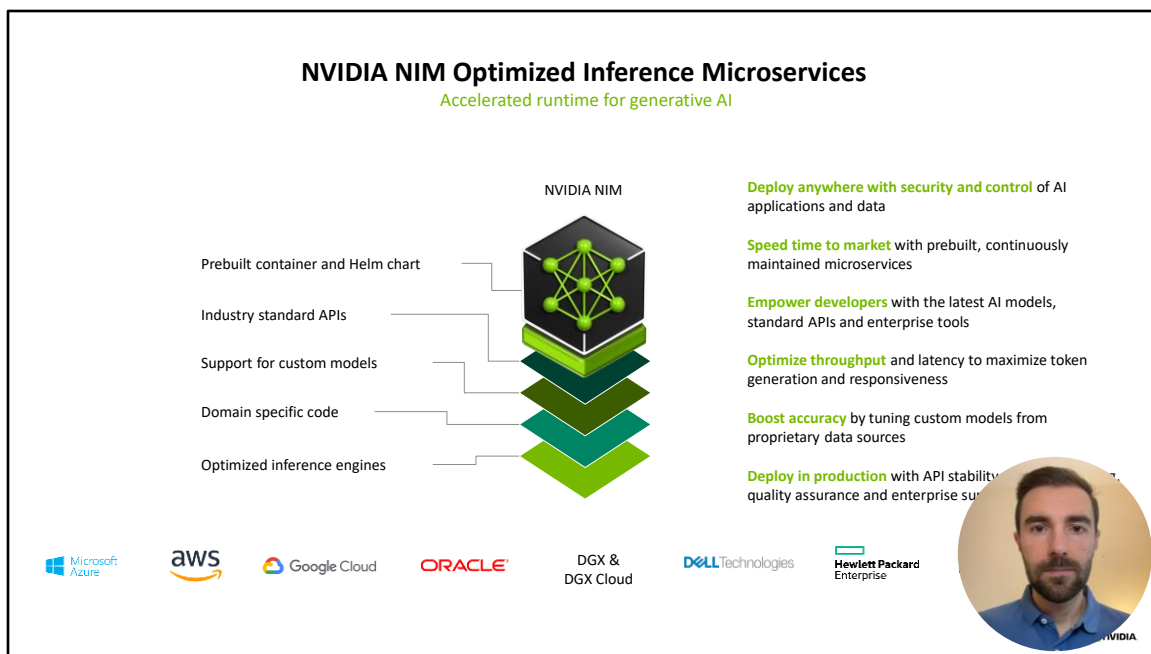 NVIDIA NIM Optimized Inference Microservices
Accelerated runtime for generative AI
NVIDIA NIM
Prebuilt container and Helm chart
Industry standard APIs
Support for custom models
Domain specific code
Optimized inference engines
Deploy anywhere with security and control of AI
applications and data
Speed time to market with prebuilt, continuously
maintained microservices
Empower developers with the latest AI models,
standard APIs and enterprise tools
Optimize throughput and latency to maximize token
generation and responsiveness
Boost accuracy by tuning custom models from
proprietary data sources
Deploy in production with API stability
quality assurance and enterprise
Microsoft
Azure
aws
Google Cloud
ORACLE
DGX &
DGX Cloud
DELL Technologies
Hewlett Packard
Enterprise
NVIDIA